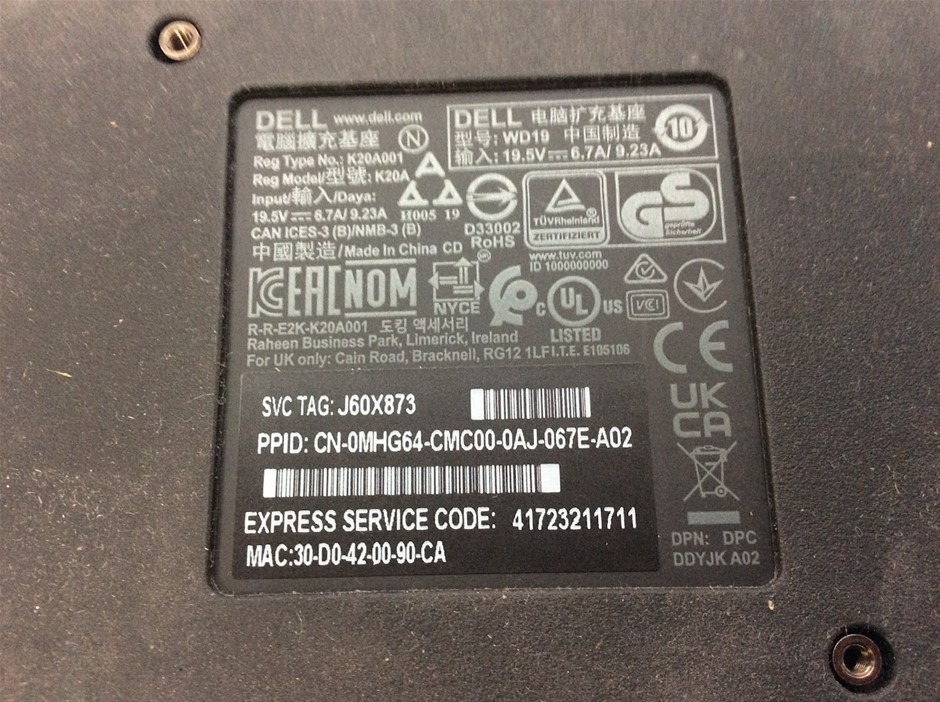 DELL www.dell.com
電腦擴充基座 N
Reg Type No.: K20A001
Reg Model/型號: K20A
Input/輸入/Daya:
19.5V⎓6.7A/ 9.23A
CAN ICES-3 (B)/NMB-3 (B)
中國製造/Made in China CD
H005 19
D33002
RoHS
DELL 电脑扩充基座
型号: WD19 中国制造
输入: 19.5V⎓6.7A/ 9.23A
10
TÜVRheinland®
ZERTIFIZIERT
GS
geprüfte
Sicherheit
www.tuv.com
ID 1000000000
EAC NOM
NYCE
C UL US
LISTED
I.T.E. E105106
VCI
R-R-E2K-K20A001 도킹 액세서리
Raheen Business Park, Limerick, Ireland
For UK only: Cain Road, Bracknell, RG12 1LF
CE
UK
CA
SVC TAG: J60X873
PPID: CN-0MHG64-CMC00-0AJ-067E-A02
EXPRESS SERVICE CODE: 41723211711
MAC:30-D0-42-00-90-CA
DPN: DPC
DDYJK A02